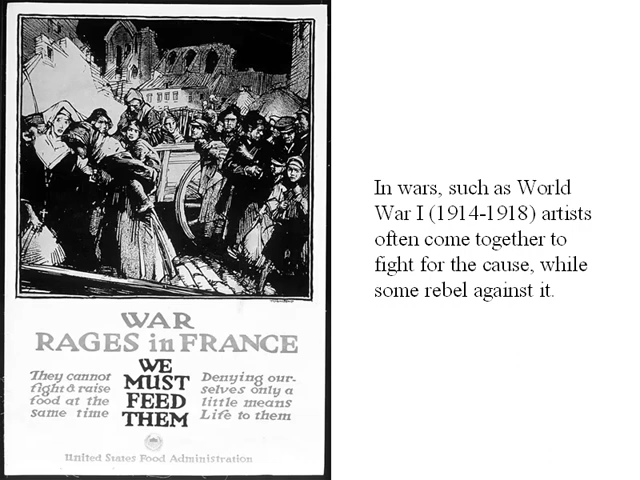 WAR
RAGES in FRANCE
They cannot
fight & raise
food at the
same time
WE
MUST
FEED
THEM
Denying our-
selves only a
little means
Life to them
United States Food Administration
In wars, such as World
War I (1914-1918) artists
often come together to
fight for the cause, while
some rebel against it.